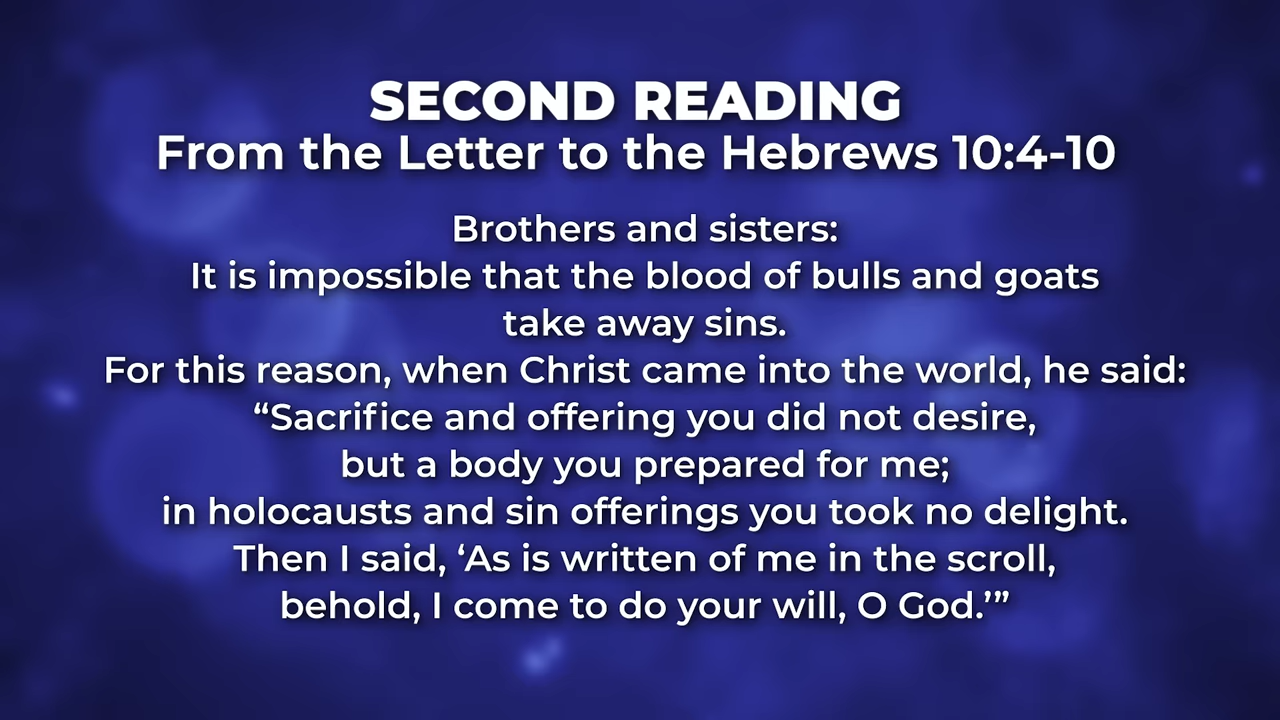 SECOND READING
From the Letter to the Hebrews 10:4-10
Brothers and sisters:
It is impossible that the blood of bulls and goats
take away sins.
For this reason, when Christ came into the world, he said:
“Sacrifice and offering you did not desire,
but a body you prepared for me;
in holocausts and sin offerings you took no delight.
Then I said, ‘As is written of me in the scroll,
behold, I come to do your will, O God.’”